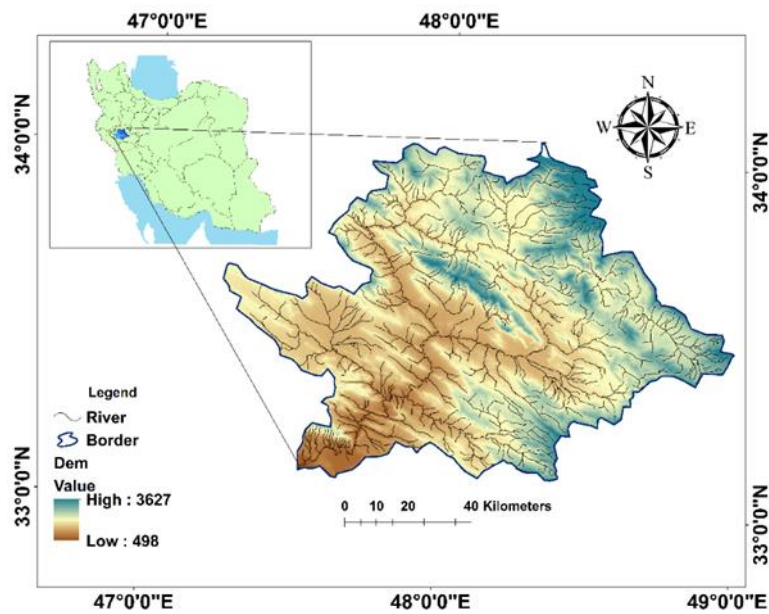 47°0'0"E
48°0'0"E
34°0'0"N
34°0'0"N
N
W
E
S
Legend
River
Border
Dem
Value
High : 3627
Low : 498
0 10 20 40 Kilometers
33°0'0"N
33°0'0"N
47°0'0"E
48°0'0"E
49°0'0"E